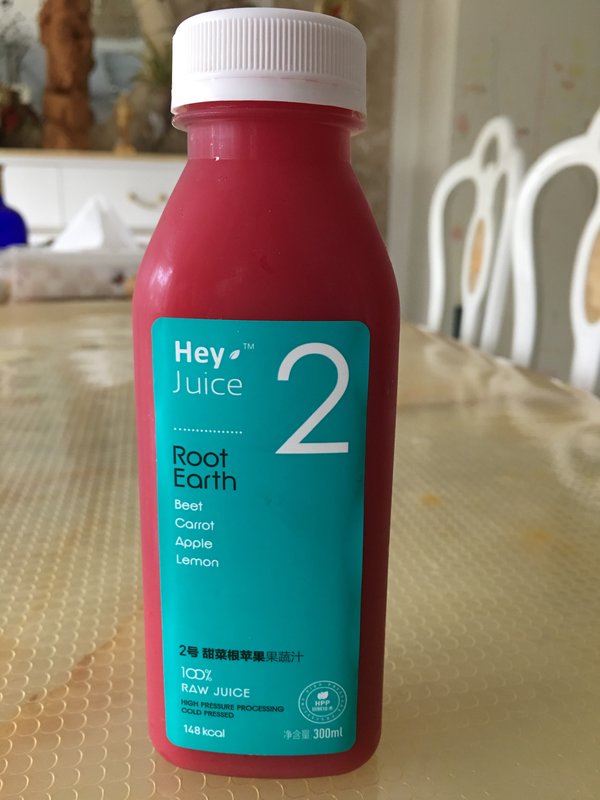 Hey ™
Juice
2
Root
Earth
Beet
Carrot
Apple
Lemon
2号 甜菜根苹果果蔬汁
100%
RAW JUICE
HIGH PRESSURE PROCESSING
COLD PRESSED
148 kcal
HPP
净含量 300ml